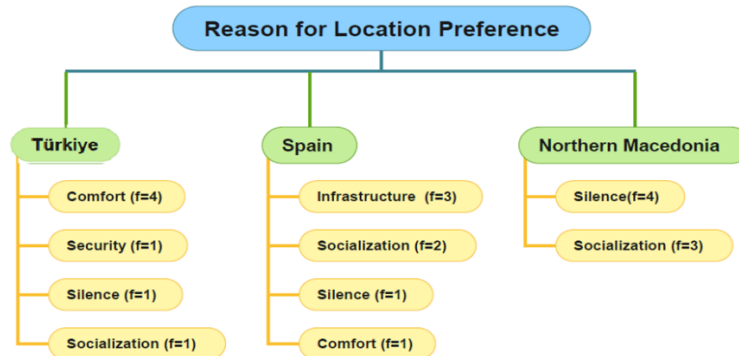 Reason for Location Preference
Türkiye
Comfort (f=4)
Security (f=1)
Silence (f=1)
Socialization (f=1)
Spain
Infrastructure (f=3)
Socialization (f=2)
Silence (f=1)
Comfort (f=1)
Northern Macedonia
Silence(f=4)
Socialization (f=3)